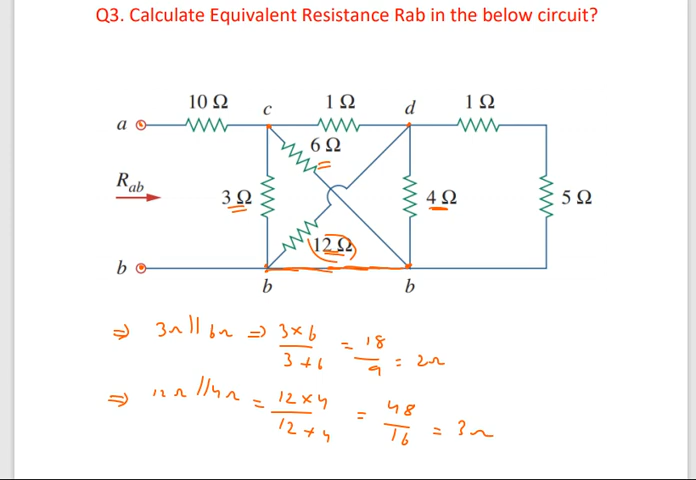 Q3. Calculate Equivalent Resistance Rab in the below circuit?
10 Ω c 1 Ω d 1 Ω
a
6 Ω
Rab 3 Ω 4 Ω 5 Ω
12 Ω
b
b b
⇒ 3Ω || 6Ω ⇒ 3×6/3+6 = 18/9 = 2Ω
⇒ 12Ω // 4Ω = 12×4/12+4 = 48/16 = 3Ω